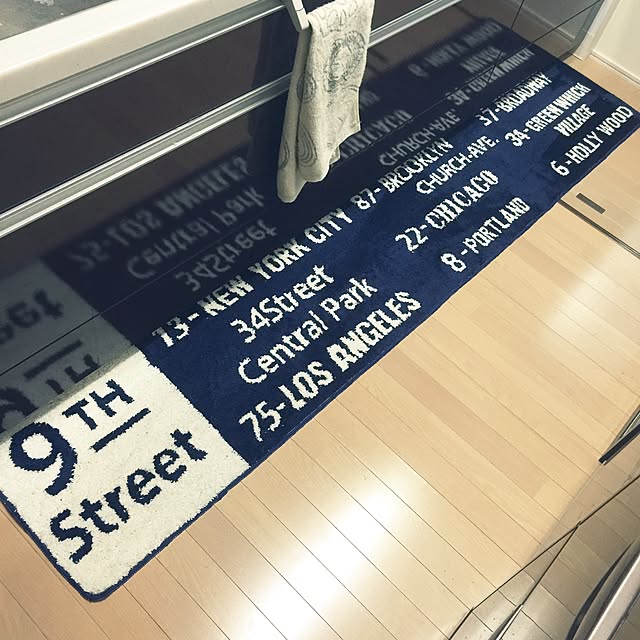 9TH
Street
13- NEW YORK CITY
34Street
Central Park
75-LOS ANGELES
87- BROOKLYN
CHURCH AVE.
22-CHICAGO
8-PORTLAND
37-BROADWAY
34-GREENWICH
VILLAGE
6-HOLLY WOOD